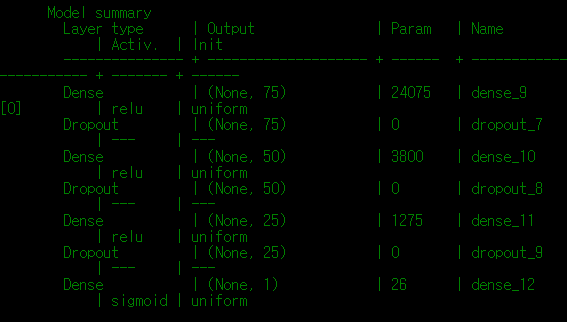 Model summary
Layer type | Output | Param | Name
| Activ. | Init
--------------- + -------------------- + ------ + ------------
----------- + --------- + ---------
Dense | (None, 75) | 24075 | dense_9
[0] | relu | uniform
Dropout | (None, 75) | 0 | dropout_7
| --- | ---
Dense | (None, 50) | 3800 | dense_10
| relu | uniform
Dropout | (None, 50) | 0 | dropout_8
| --- | ---
Dense | (None, 25) | 1275 | dense_11
| relu | uniform
Dropout | (None, 25) | 0 | dropout_9
| --- | ---
Dense | (None, 1) | 26 | dense_12
| sigmoid | uniform